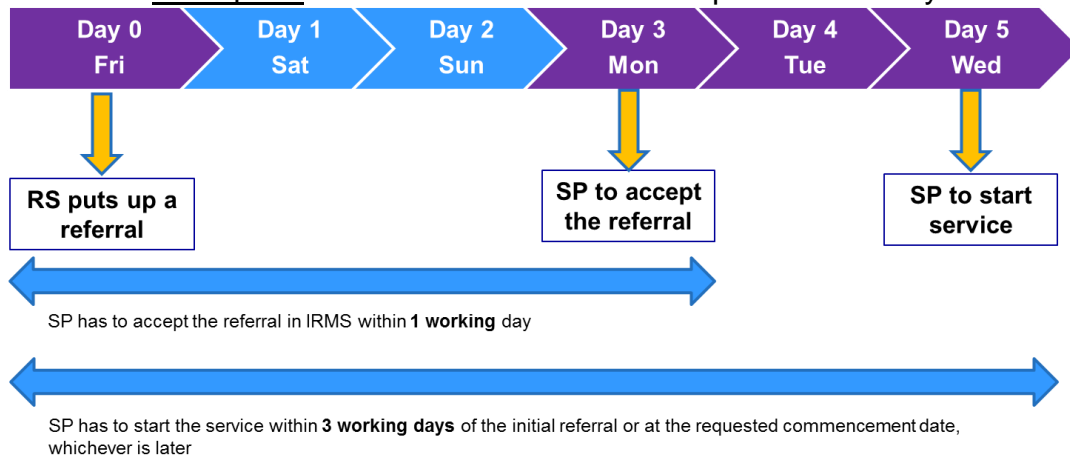 Day 0 Day 1 Day 2 Day 3 Day 4 Day 5
Fri Sat Sun Mon Tue Wed
RS puts up a
referral
SP to accept
the referral
SP to start
service
SP has to accept the referral in IRMS within 1 working day
SP has to start the service within 3 working days of the initial referral or at the requested commencement date,
whichever is later